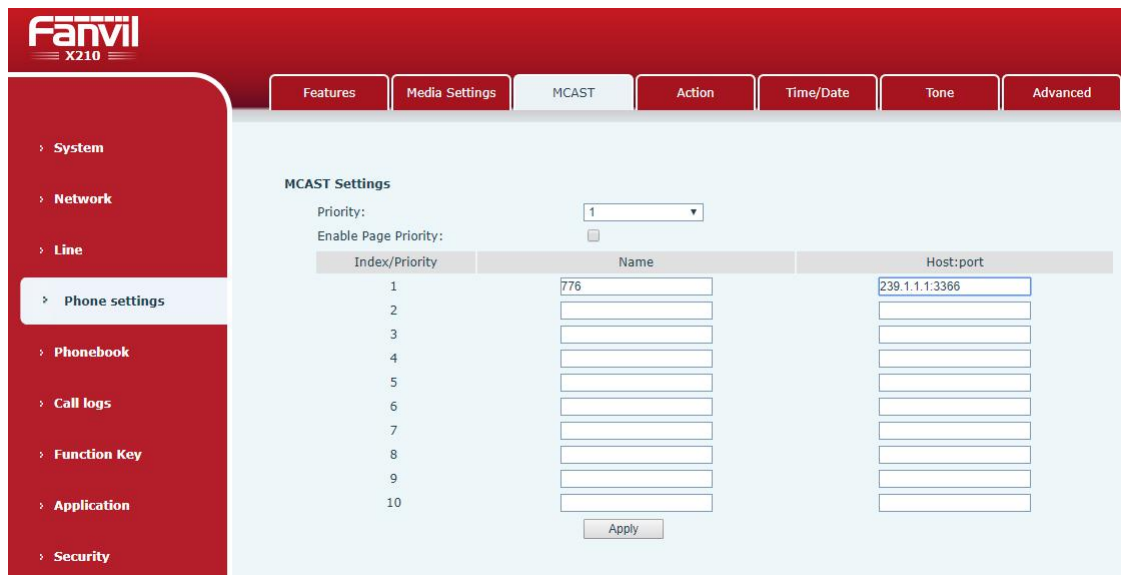 Fanvil
X210
Features Media Settings MCAST Action Time/Date Tone Advanced
› System
› Network
› Line
› Phone settings
› Phonebook
› Call logs
› Function Key
› Application
› Security
MCAST Settings
Priority: 1
Enable Page Priority:
Index/Priority Name Host:port
1 776 239.1.1.1:3366
2
3
4
5
6
7
8
9
10
Apply